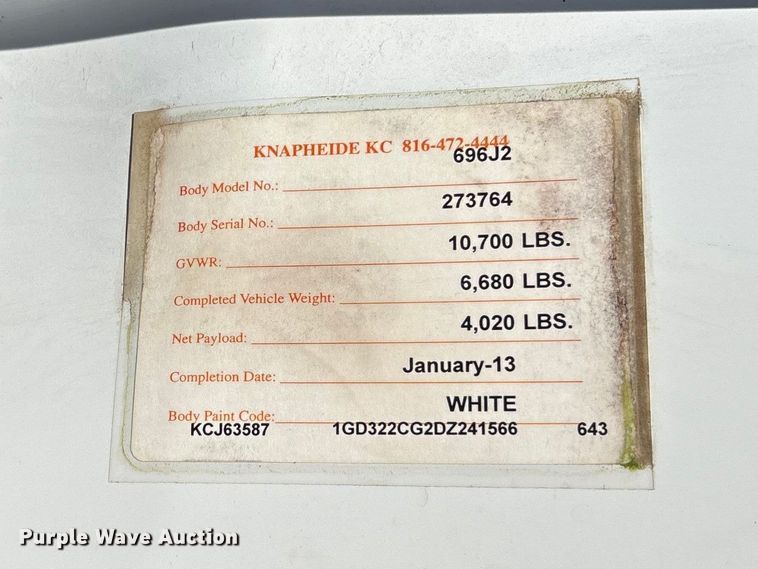 KNAPHEIDE KC 816-472-4444
Body Model No.: 696J2
Body Serial No.: 273764
GVWR: 10,700 LBS.
Completed Vehicle Weight: 6,680 LBS.
Net Payload: 4,020 LBS.
Completion Date: January-13
Body Paint Code: WHITE
KCJ63587 1GD322CG2DZ241566 643
Purple Wave Auction